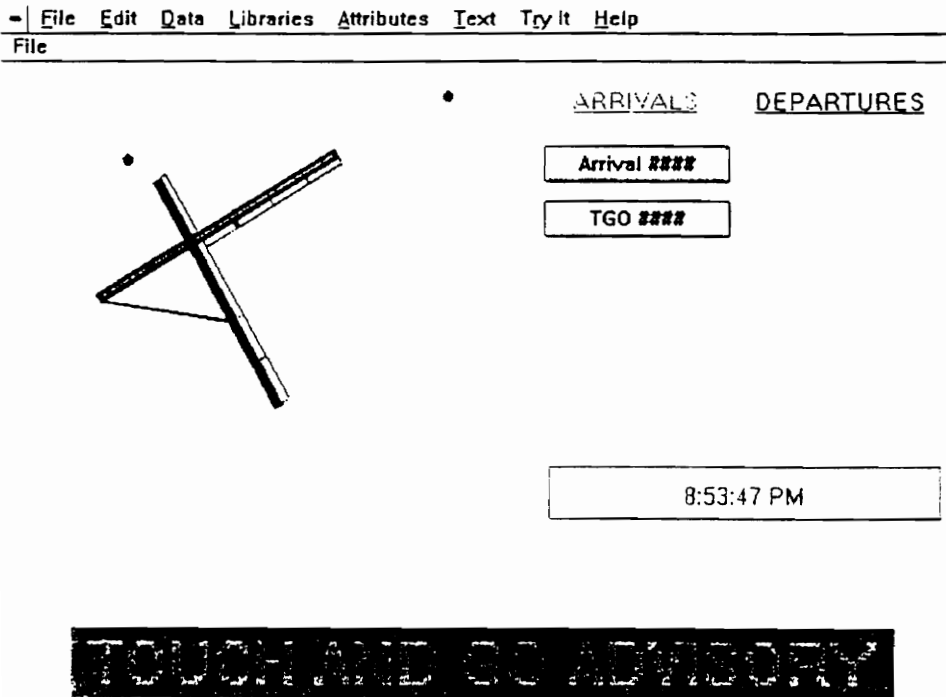 File Edit Data Libraries Attributes Text Try It Help
File
ARRIVALS DEPARTURES
Arrival ####
TGO ####
8:53:47 PM
TOUCH AND GO ADVISORY